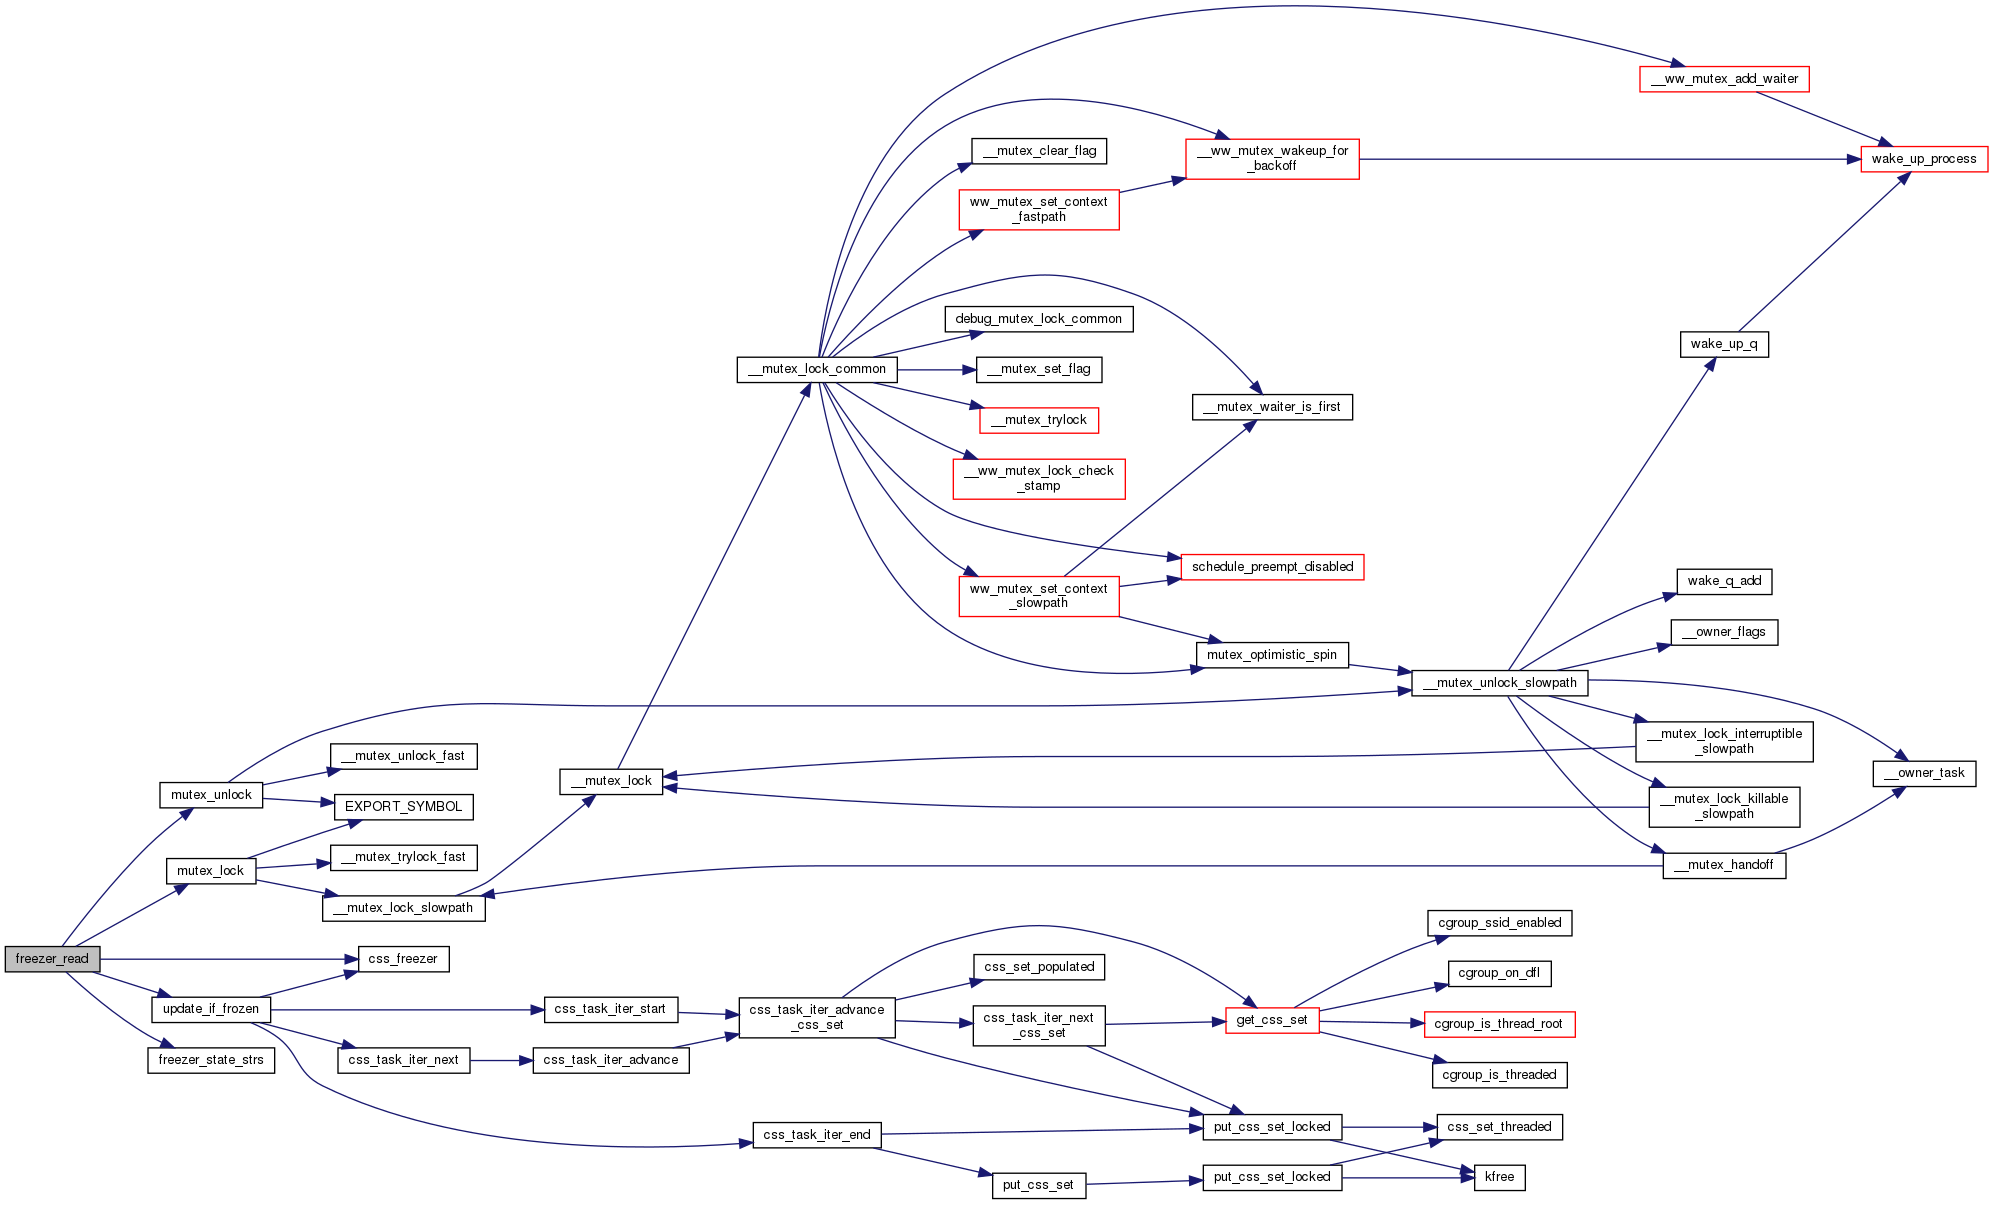 __ww_mutex_add_waiter
__mutex_clear_flag
__ww_mutex_wakeup_for
_backoff
wake_up_process
ww_mutex_set_context
_fastpath
debug_mutex_lock_common
wake_up_q
__mutex_lock_common
__mutex_set_flag
__mutex_waiter_is_first
__mutex_trylock
__ww_mutex_lock_check
_stamp
schedule_preempt_disabled
wake_q_add
ww_mutex_set_context
_slowpath
__owner_flags
mutex_optimistic_spin
__mutex_unlock_slowpath
__mutex_lock_interruptible
_slowpath
__mutex_unlock_fast
__owner_task
__mutex_lock
mutex_unlock
EXPORT_SYMBOL
__mutex_lock_killable
_slowpath
__mutex_trylock_fast
mutex_lock
__mutex_handoff
__mutex_lock_slowpath
cgroup_ssid_enabled
freezer_read
css_freezer
css_set_populated
cgroup_on_dfl
update_if_frozen
css_task_iter_start
css_task_iter_advance
_css_set
css_task_iter_next
_css_set
get_css_set
cgroup_is_thread_root
freezer_state_strs
css_task_iter_next
css_task_iter_advance
cgroup_is_threaded
css_task_iter_end
put_css_set_locked
css_set_threaded
put_css_set
put_css_set_locked
kfree